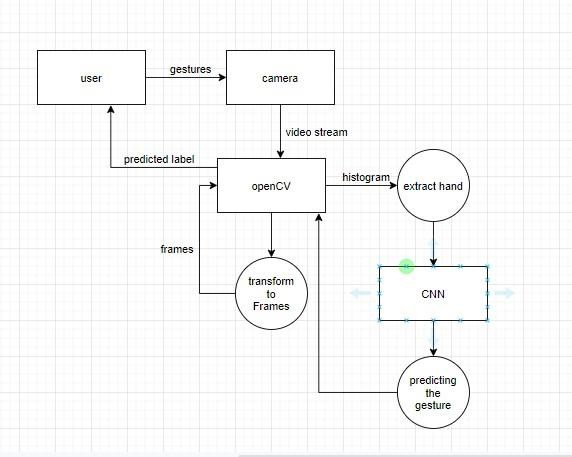 user
gestures
camera
video stream
predicted label
openCV
histogram
extract hand
frames
transform
to
Frames
CNN
predicting
the
gesture